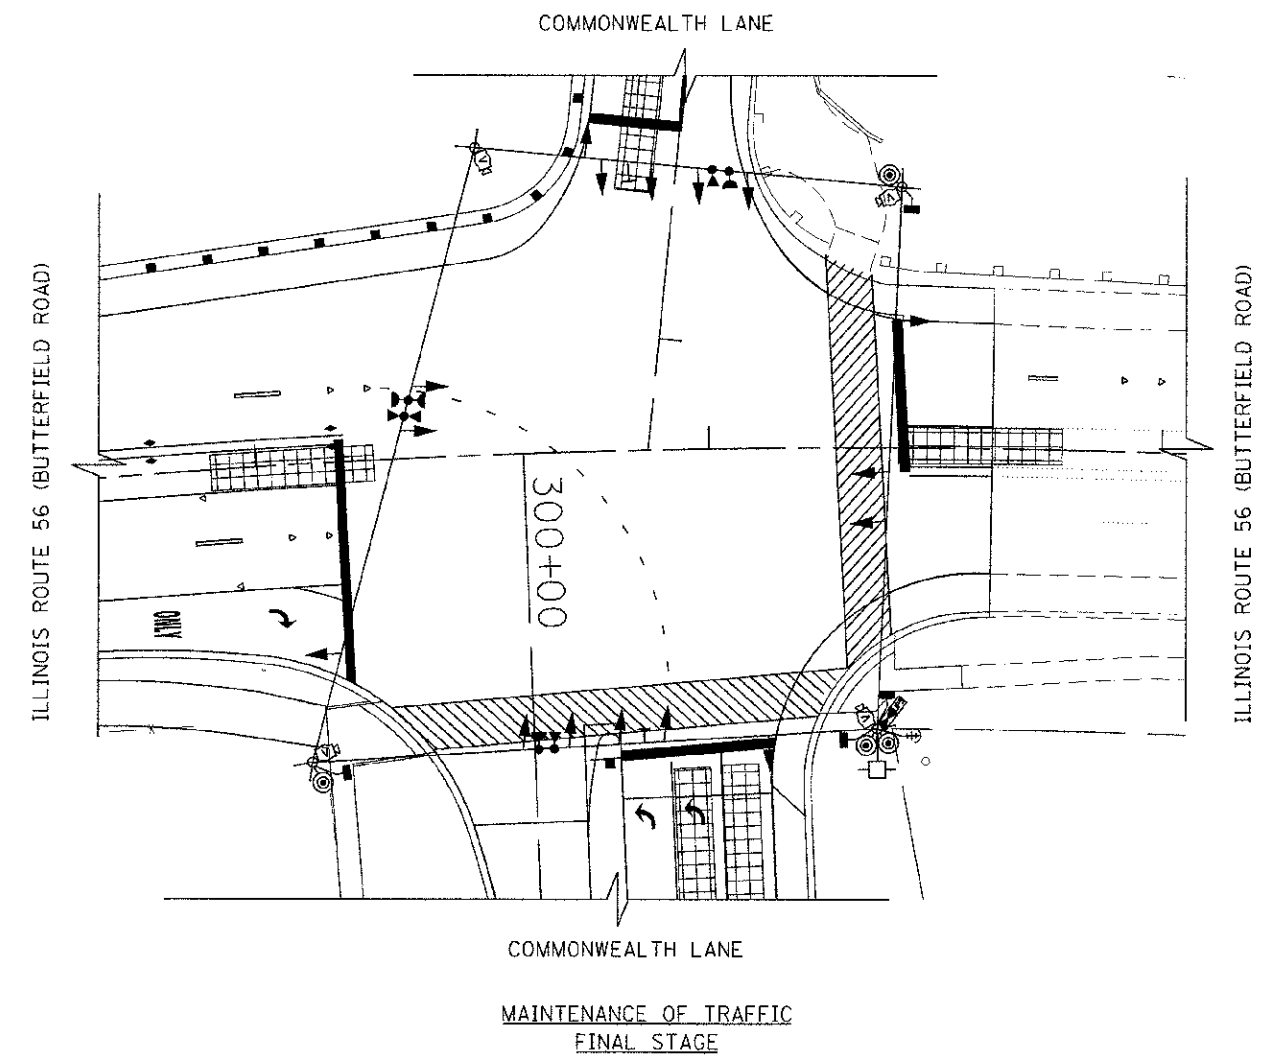 COMMONWEALTH LANE
ILLINOIS ROUTE 56 (BUTTERFIELD ROAD)
ILLINOIS ROUTE 56 (BUTTERFIELD ROAD)
300+00
ONLY
COMMONWEALTH LANE
MAINTENANCE OF TRAFFIC
FINAL STAGE